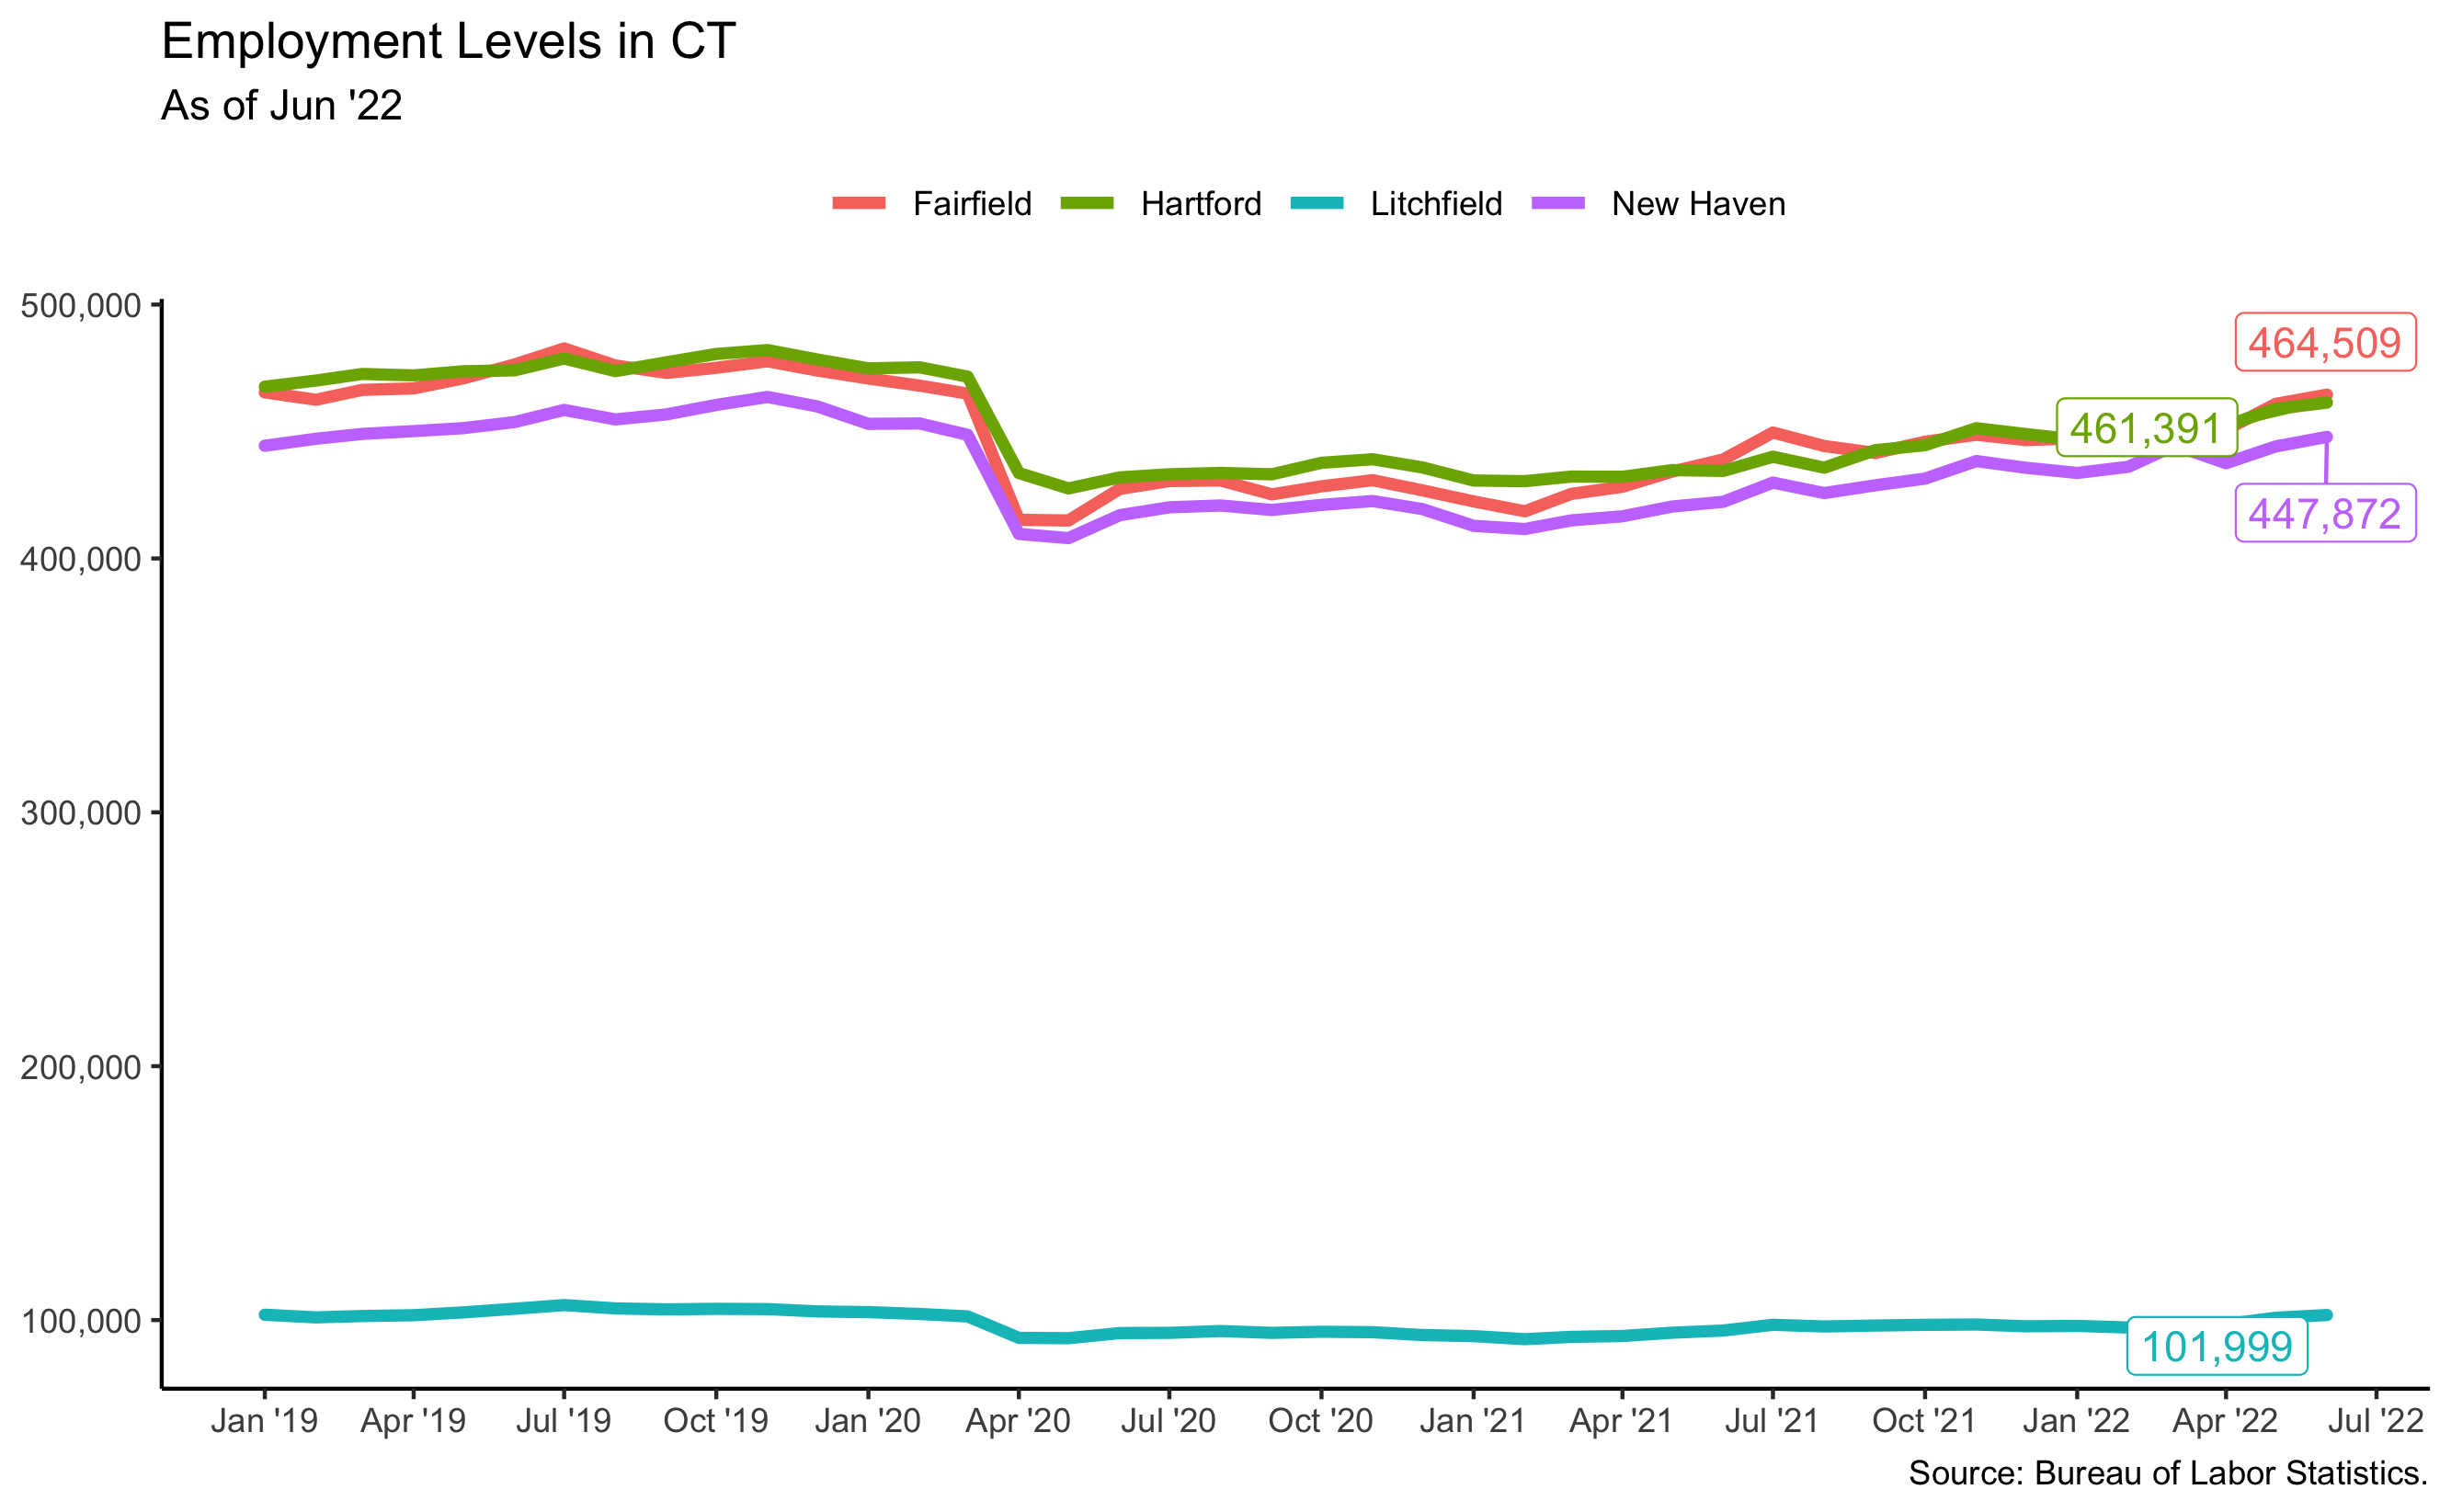 Employment Levels in CT
As of Jun '22
Fairfield Hartford Litchfield New Haven
500,000
400,000
300,000
200,000
100,000
464,509
461,391
447,872
101,999
Jan '19 Apr '19 Jul '19 Oct '19 Jan '20 Apr '20 Jul '20 Oct '20 Jan '21 Apr '21 Jul '21 Oct '21 Jan '22 Apr '22 Jul '22
Source: Bureau of Labor Statistics.